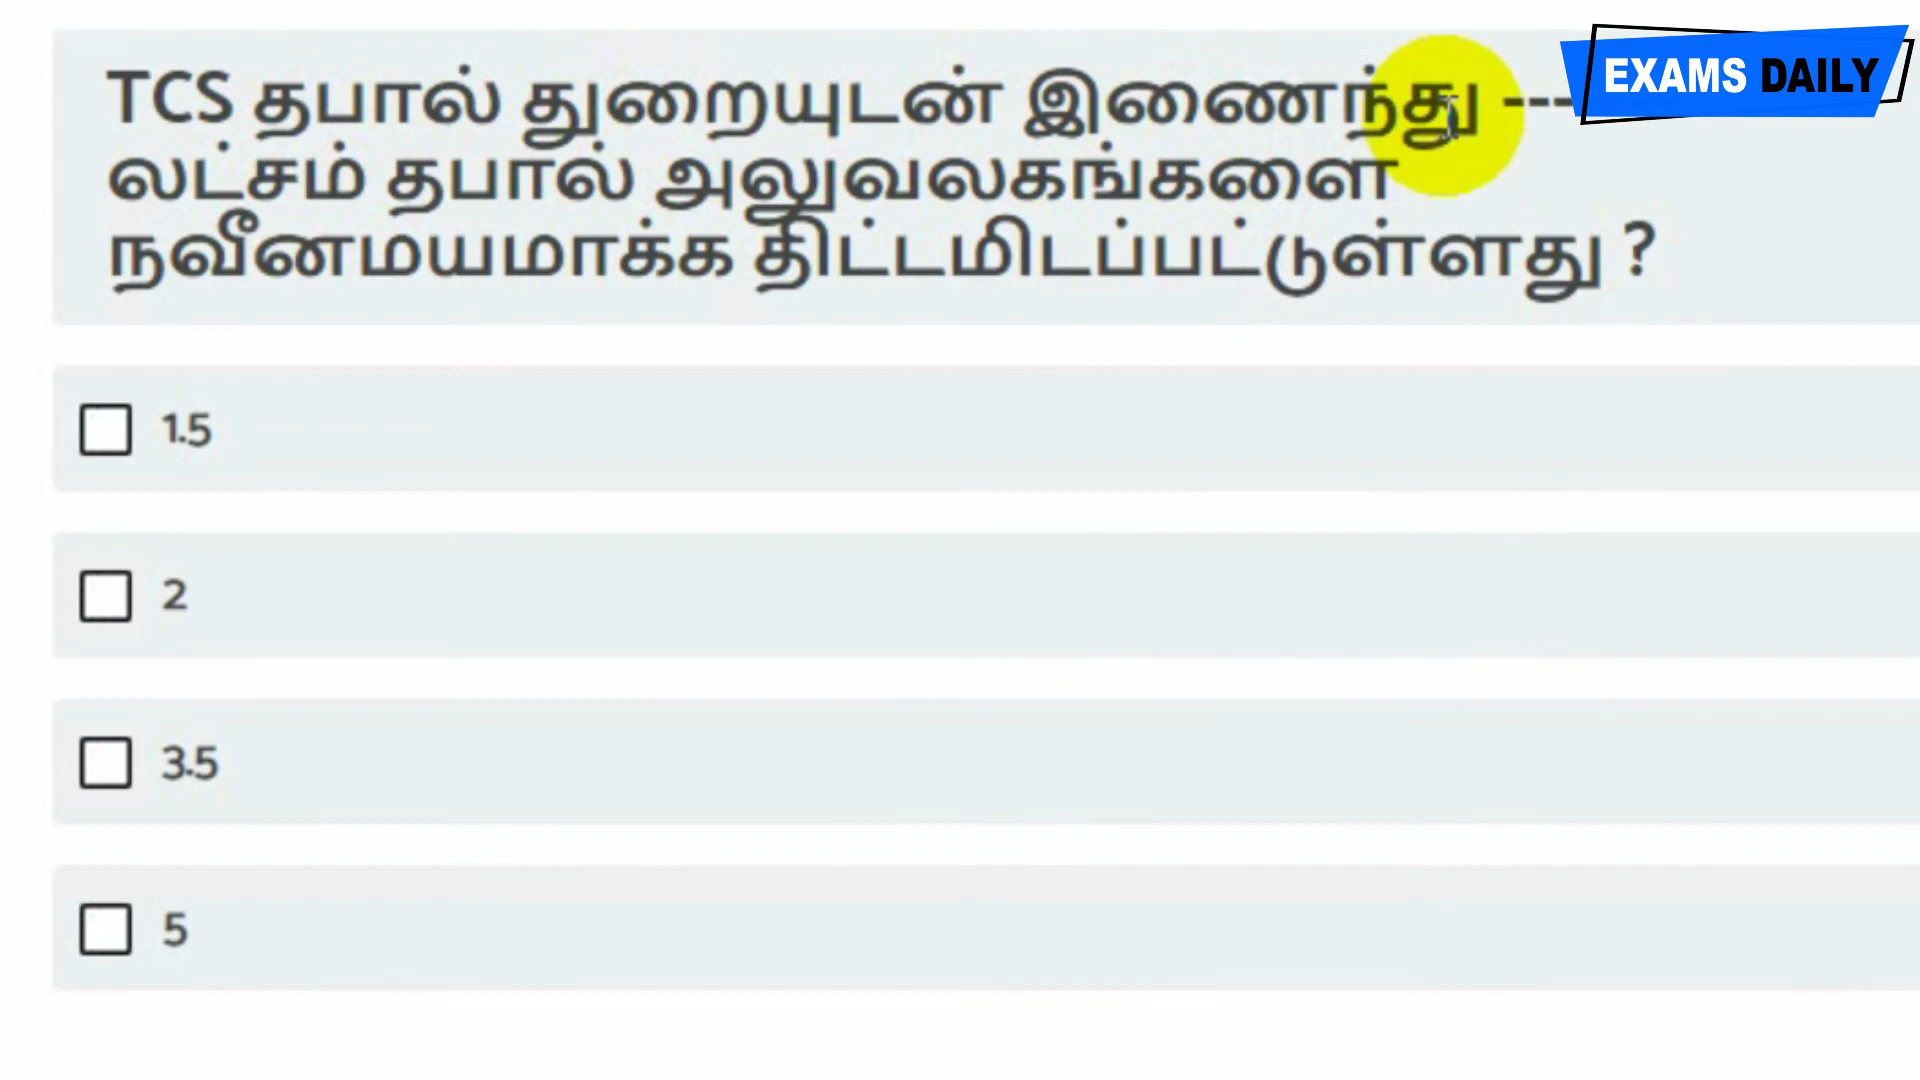 TCS தபால் துறையுடன் இணைந்து ---
லட்சம் தபால் அலுவலகங்களை
நவீனமயமாக்க திட்டமிடப்பட்டுள்ளது ?
1.5
2
3.5
5
EXAMS DAILY